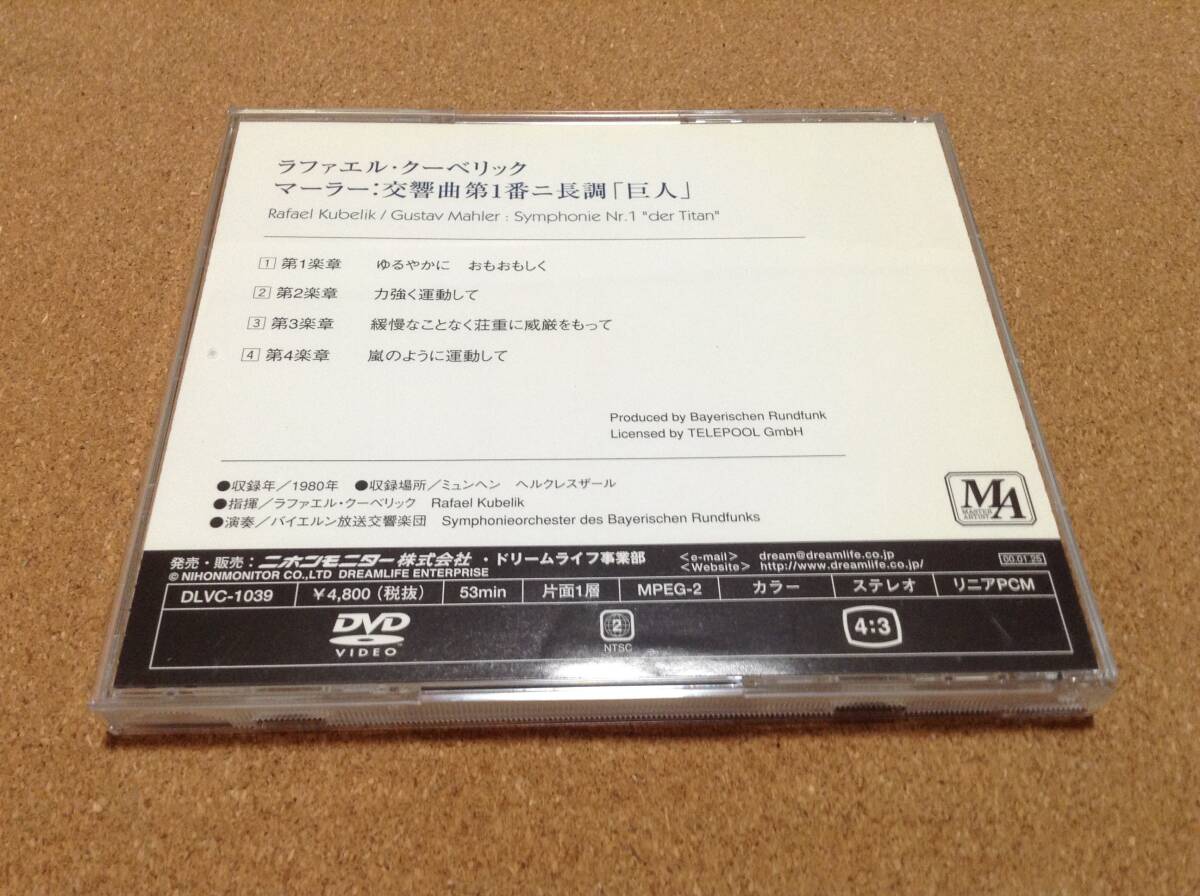 ラファエル・クーベリック
マーラー：交響曲第1番ニ長調「巨人」
Rafael Kubelik / Gustav Mahler : Symphonie Nr.1 "der Titan"
1 第1楽章 ゆるやかに おもおもしく
2 第2楽章 力強く運動して
3 第3楽章 緩慢なことなく荘重に威厳をもって
4 第4楽章 嵐のように運動して
Produced by Bayerischen Rundfunk
Licensed by TELEPOOL GmbH
●収録年／1980年 ●収録場所／ミュンヘン ヘルクレスザール
●指揮／ラファエル・クーベリック Rafael Kubelik
●演奏／バイエルン放送交響楽団 Symphonieorchester des Bayerischen Rundfunks
MA
MASTER ARTIST
発売・販売：ニホンモニター株式会社・ドリームライフ事業部 <e-mail> dream@dreamlife.co.jp
© NIHONMONITOR CO.,LTD DREAMLIFE ENTERPRISE <Website> http://www.dreamlife.co.jp/
00.01.25
DLVC-1039 ￥4,800（税抜） 53min 片面1層 MPEG-2 カラー ステレオ リニアPCM
DVD VIDEO
2 NTSC
4:3